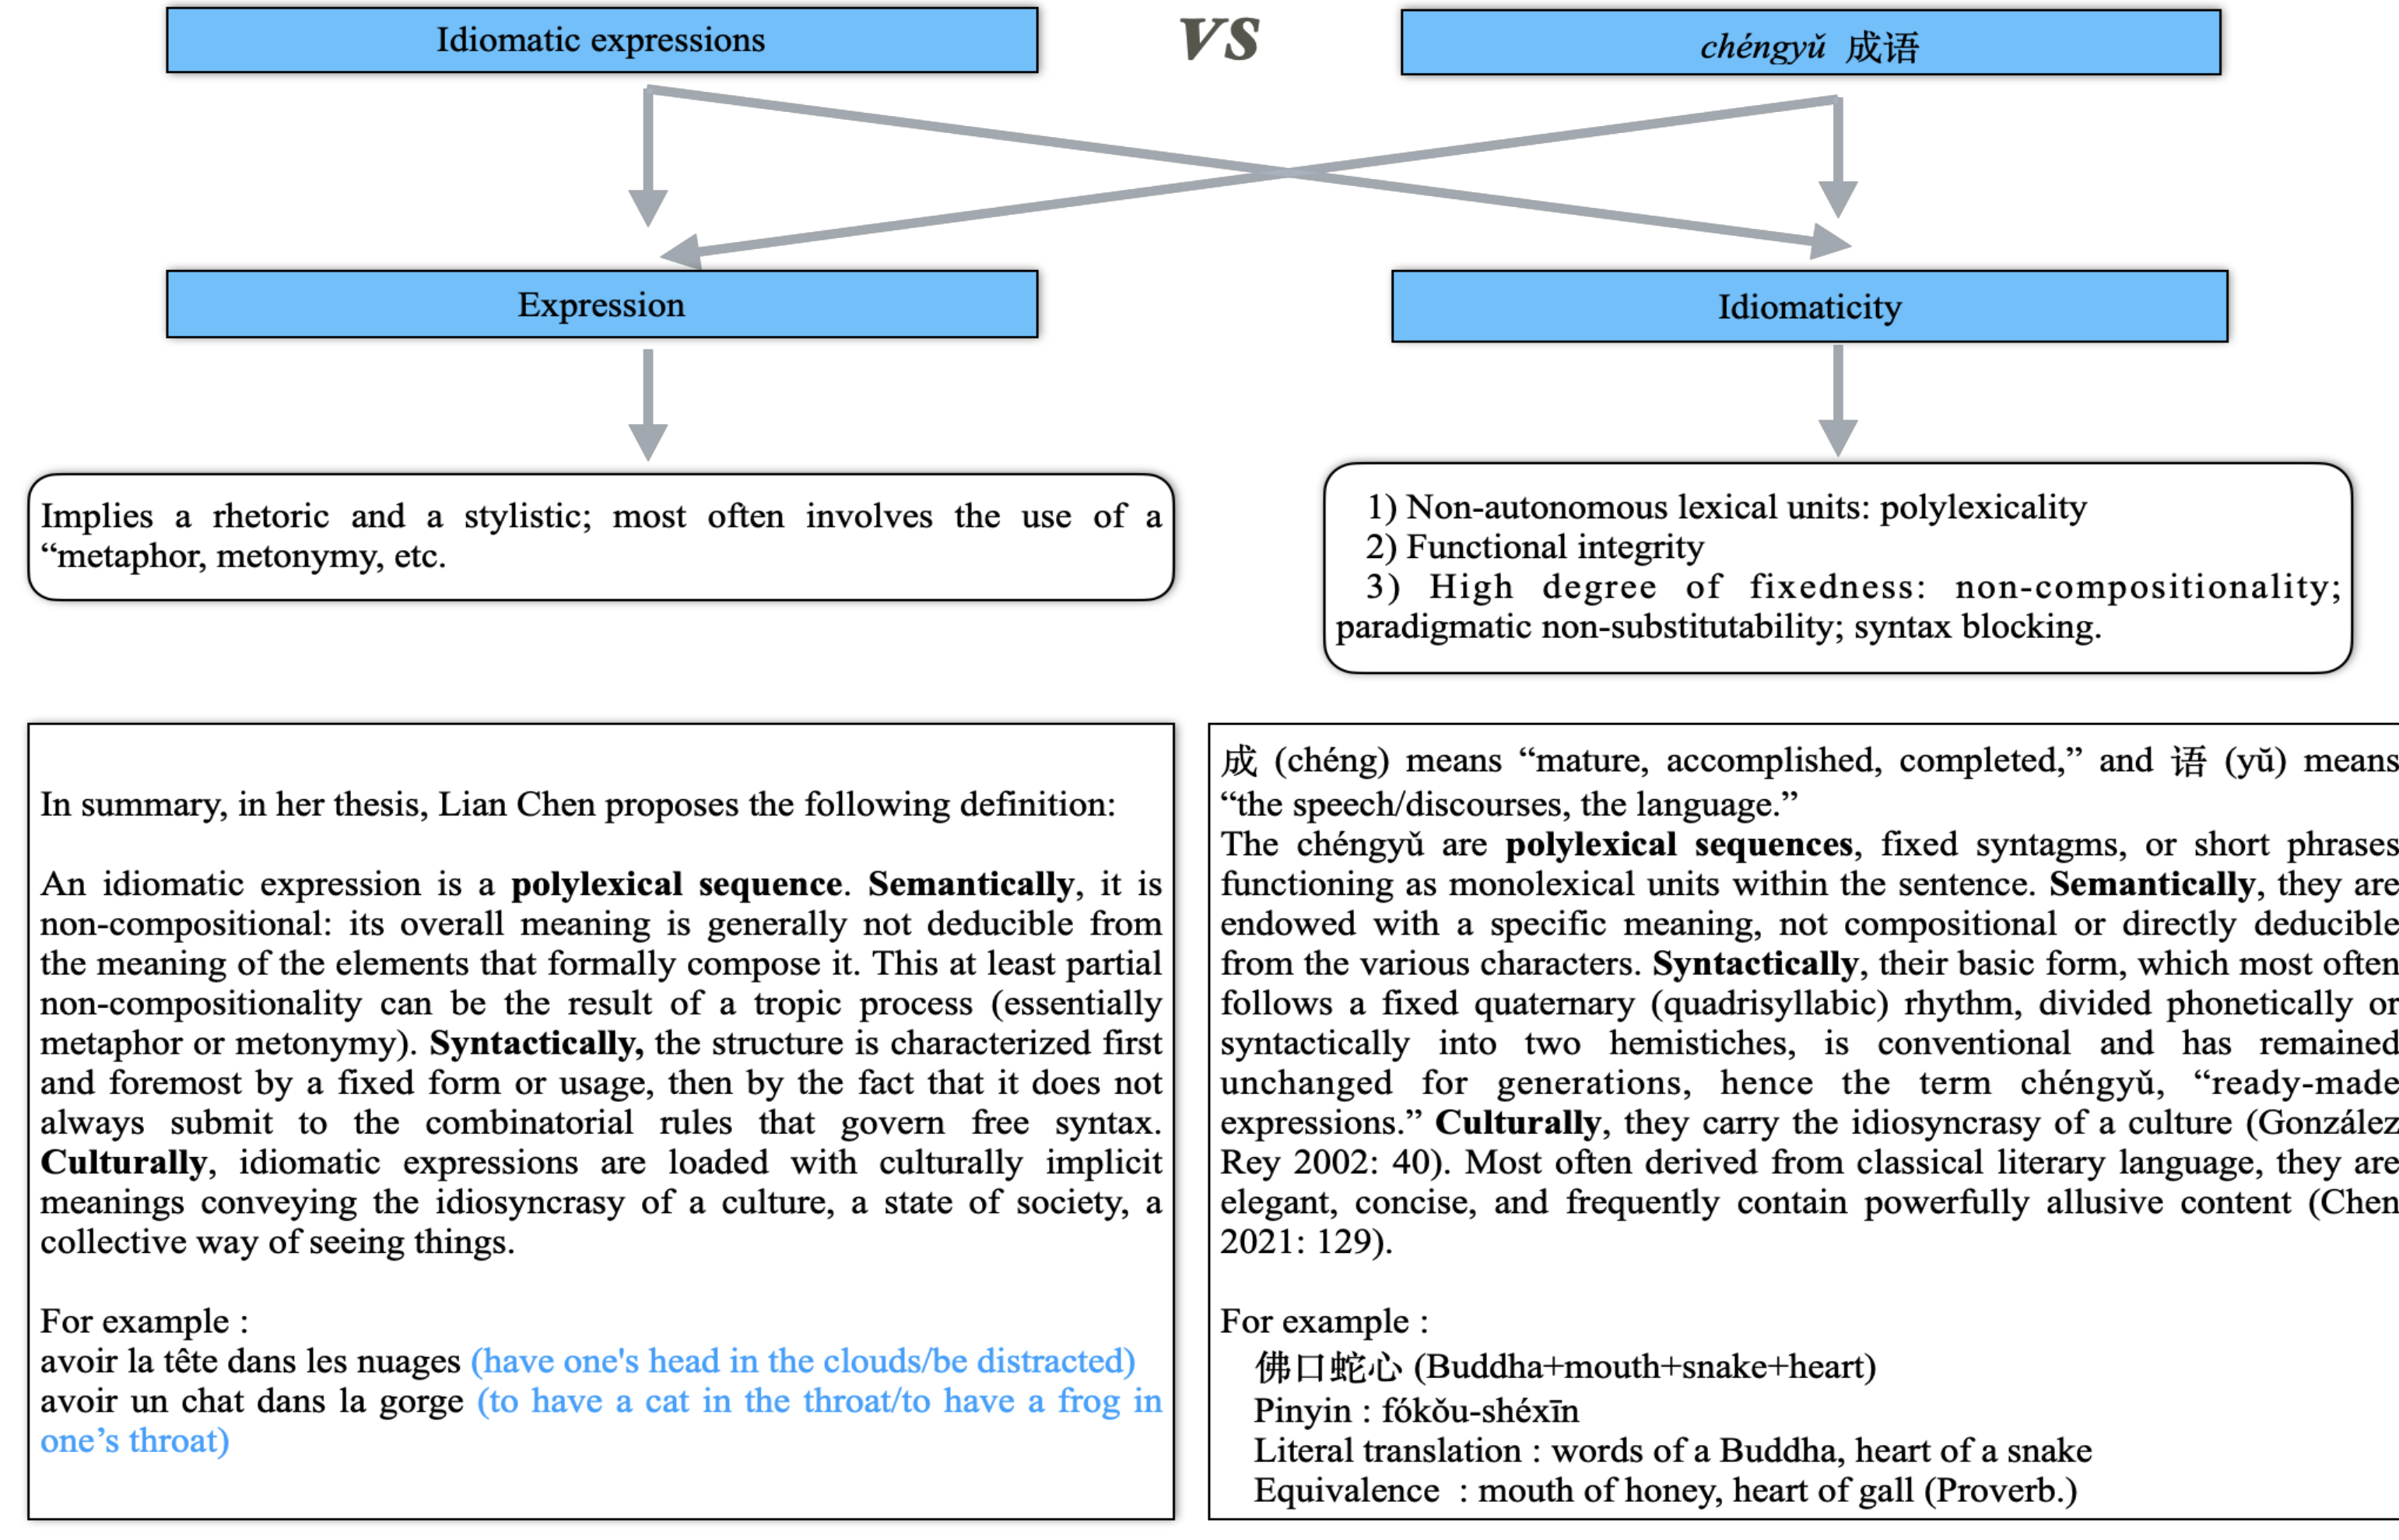 Idiomatic expressions
vs
chéngyǔ 成语
Expression
Idiomaticity
Implies a rhetoric and a stylistic; most often involves the use of a
“metaphor, metonymy, etc.
1) Non-autonomous lexical units: polylexicality
2) Functional integrity
3) High degree of fixedness: non-compositionality;
paradigmatic non-substitutability; syntax blocking.
In summary, in her thesis, Lian Chen proposes the following definition:
An idiomatic expression is a polylexical sequence. Semantically, it is
non-compositional: its overall meaning is generally not deducible from
the meaning of the elements that formally compose it. This at least partial
non-compositionality can be the result of a tropic process (essentially
metaphor or metonymy). Syntactically, the structure is characterized first
and foremost by a fixed form or usage, then by the fact that it does not
always submit to the combinatorial rules that govern free syntax.
Culturally, idiomatic expressions are loaded with culturally implicit
meanings conveying the idiosyncrasy of a culture, a state of society, a
collective way of seeing things.
For example :
avoir la tête dans les nuages (have one's head in the clouds/be distracted)
avoir un chat dans la gorge (to have a cat in the throat/to have a frog in
one’s throat)
成 (chéng) means “mature, accomplished, completed,” and 语 (yǔ) means
“the speech/discourses, the language.”
The chéngyǔ are polylexical sequences, fixed syntagms, or short phrases
functioning as monolexical units within the sentence. Semantically, they are
endowed with a specific meaning, not compositional or directly deducible
from the various characters. Syntactically, their basic form, which most often
follows a fixed quaternary (quadrisyllabic) rhythm, divided phonetically or
syntactically into two hemistiches, is conventional and has remained
unchanged for generations, hence the term chéngyǔ, “ready-made
expressions.” Culturally, they carry the idiosyncrasy of a culture (González
Rey 2002: 40). Most often derived from classical literary language, they are
elegant, concise, and frequently contain powerfully allusive content (Chen
2021: 129).
For example :
佛口蛇心 (Buddha+mouth+snake+heart)
Pinyin : fókǒu-shéxīn
Literal translation : words of a Buddha, heart of a snake
Equivalence : mouth of honey, heart of gall (Proverb.)